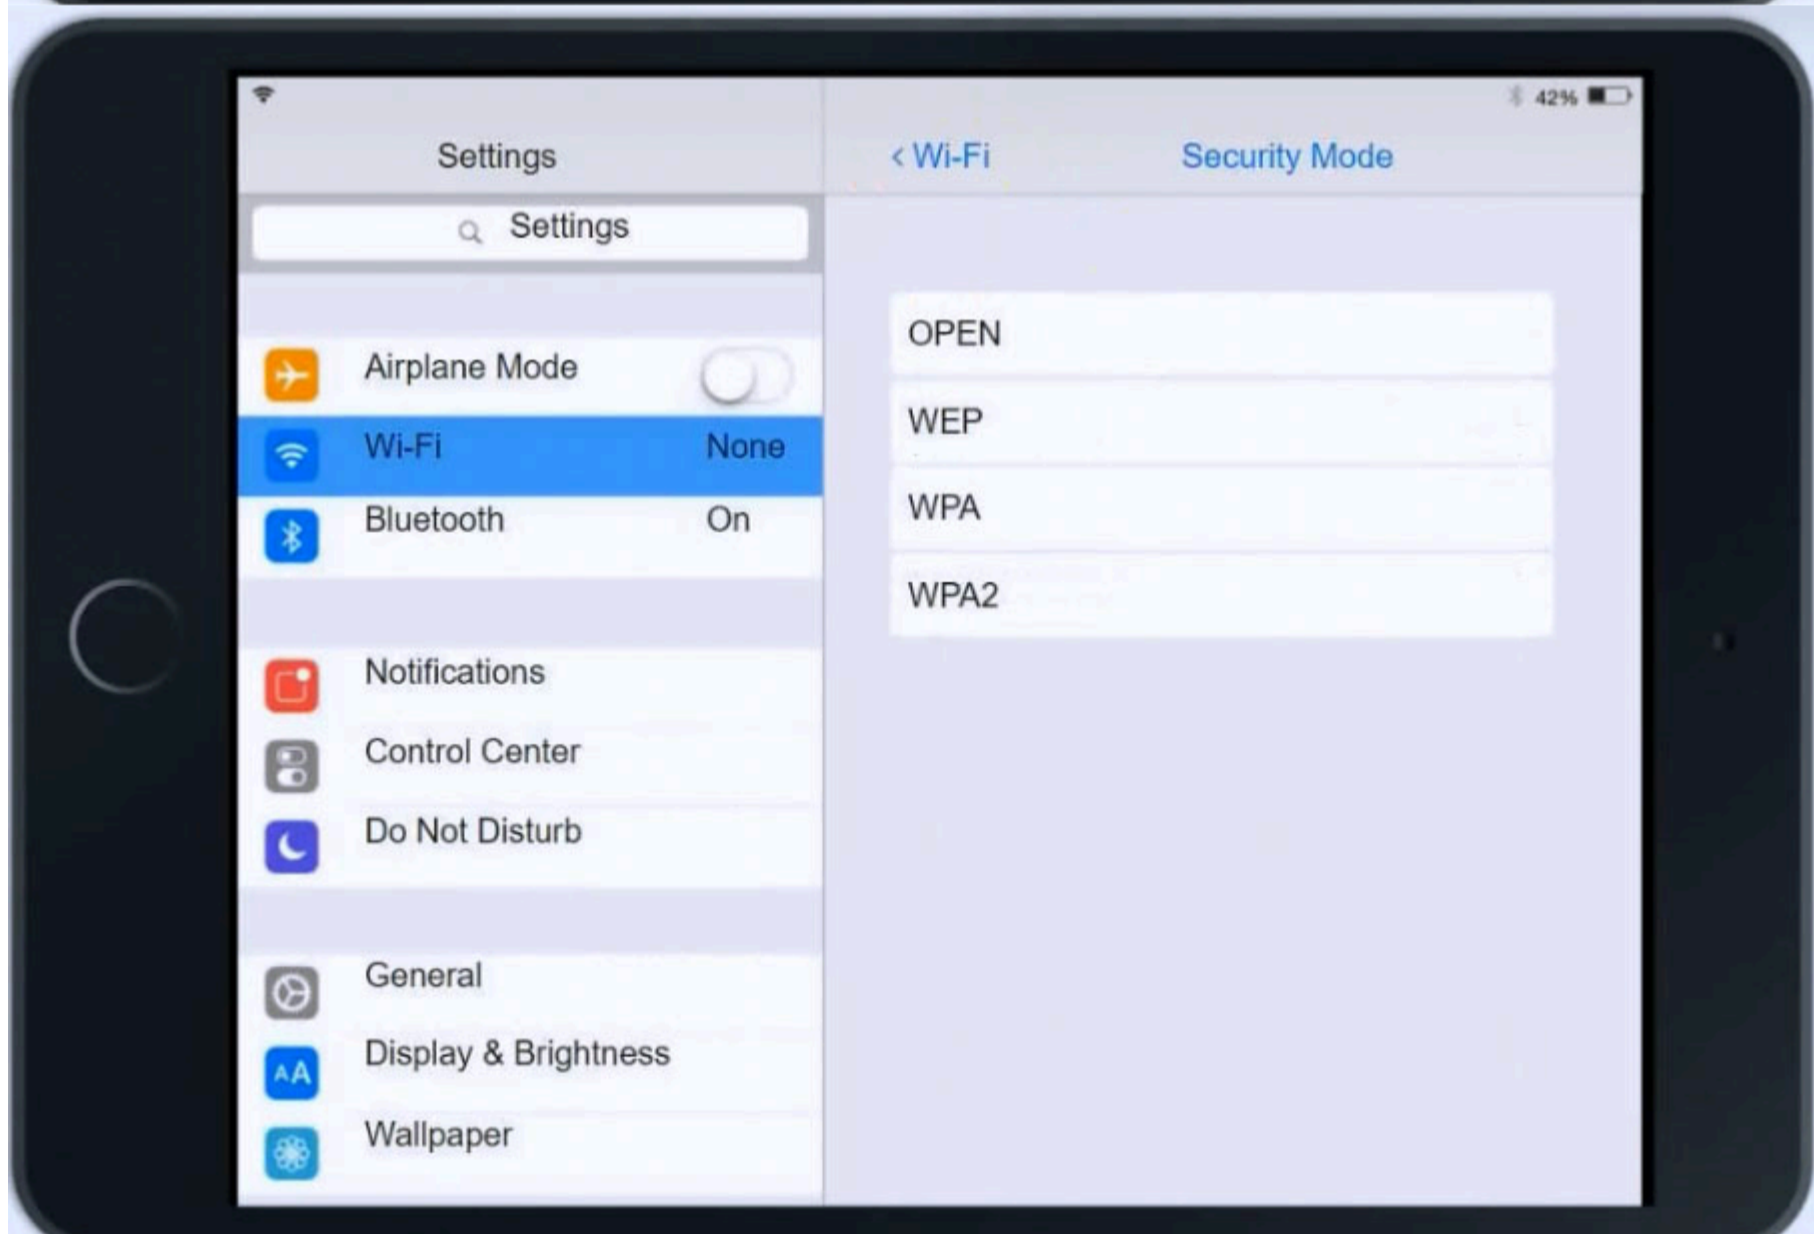 42%
Settings
< Wi-Fi
Security Mode
Settings
Airplane Mode
Wi-Fi None
Bluetooth On
Notifications
Control Center
Do Not Disturb
General
AA Display & Brightness
Wallpaper
OPEN
WEP
WPA
WPA2